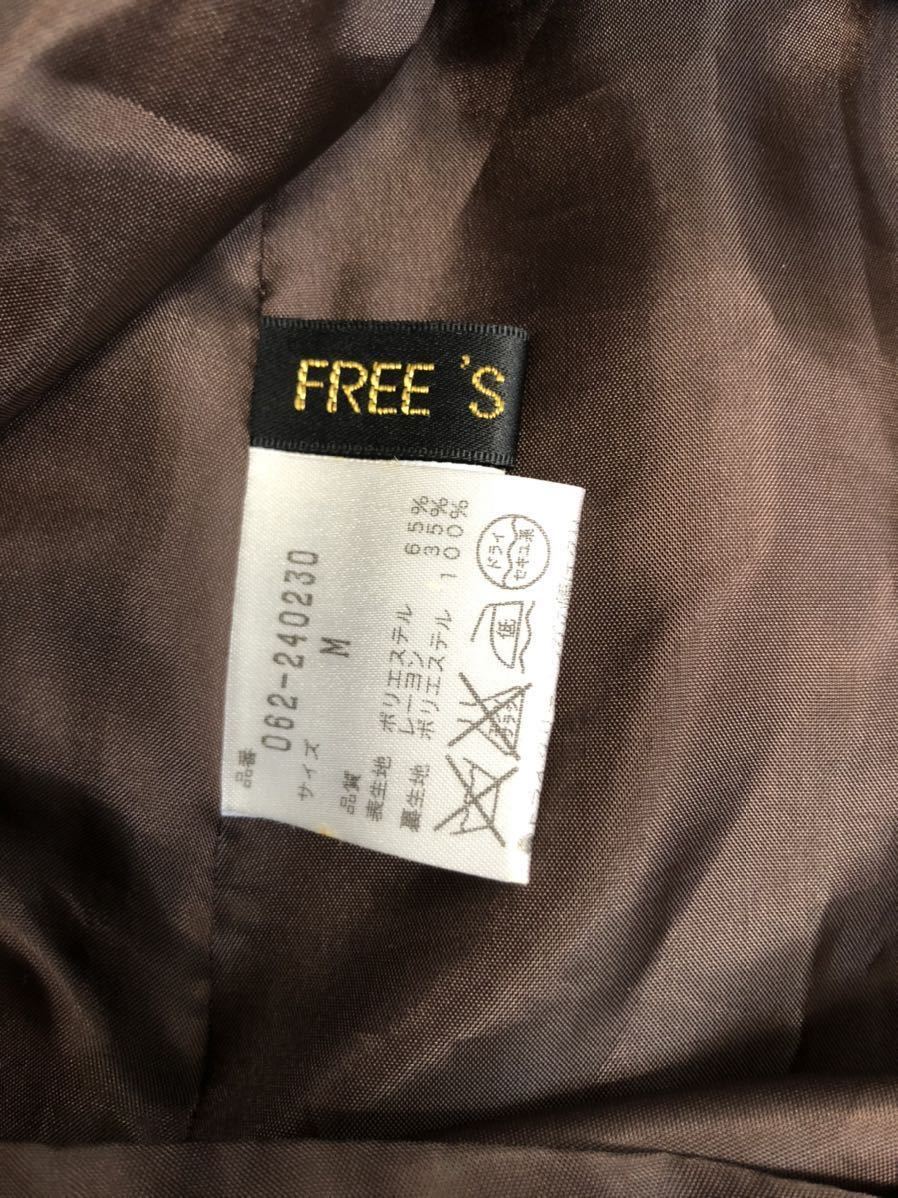 FREE 'S
品番
062-240230
サイズ M
品質
表生地 ポリエステル 65%
レーヨン 35%
裏生地 ポリエステル 100%
ドライ
セキユ系
低